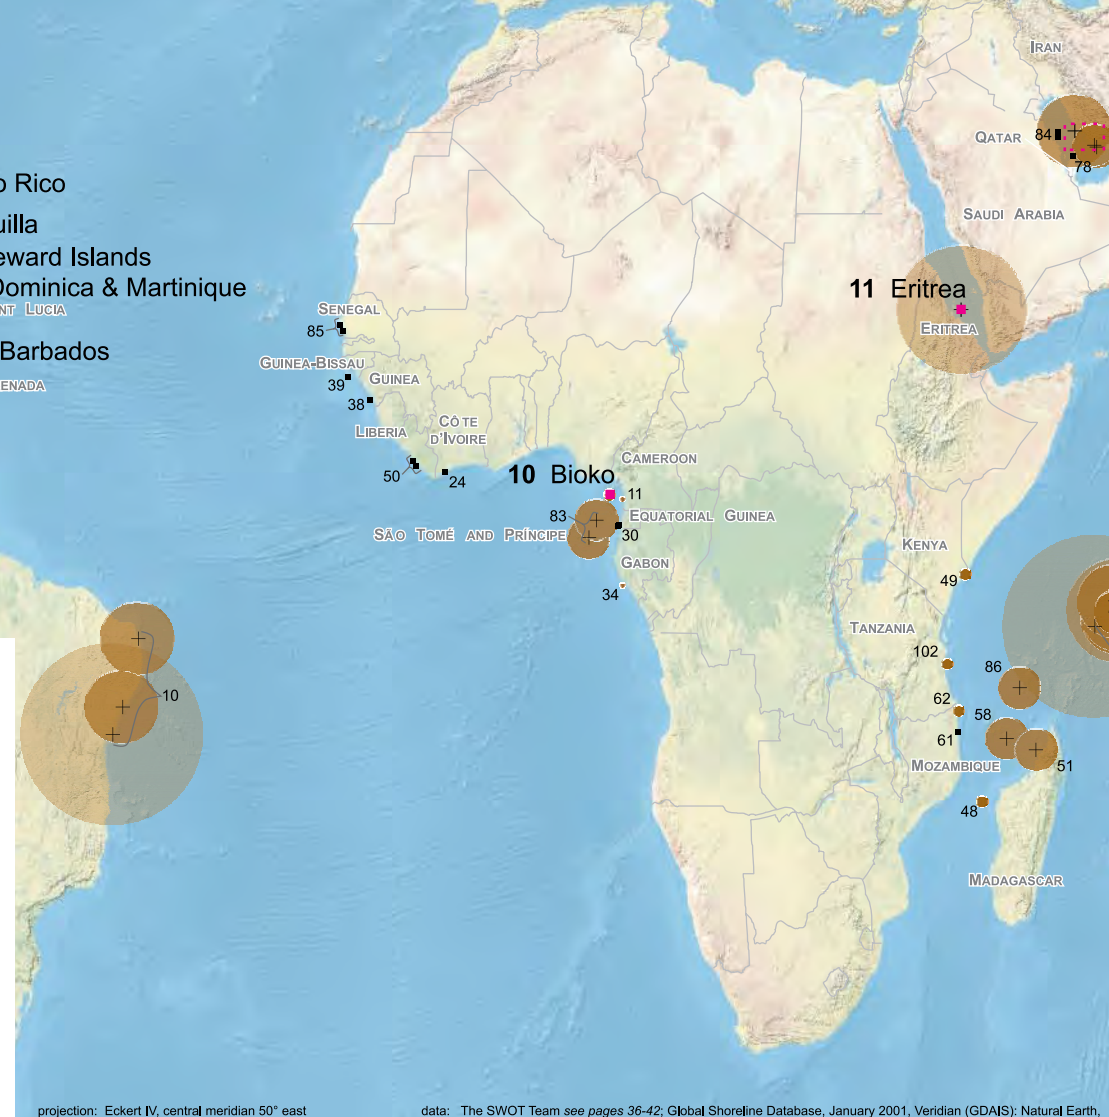 IRAN
QATAR
84
78
o Rico
uilla
SAUDI ARABIA
eward Islands
Dominica & Martinique
11 Eritrea
NT LUCIA
SENEGAL
85
ERITREA
Barbados
GUINEA-BISSAU
GUINEA
39
ENADA
38
LIBERIA
CÔTE
D'IVOIRE
CAMEROON
50
24
10 Bioko
11
83
EQUATORIAL GUINEA
SÃO TOMÉ AND PRÍNCIPE
30
KENYA
GABON
49
34
TANZANIA
102
86
10
62
58
61
MOZAMBIQUE
51
48
MADAGASCAR
projection: Eckert IV, central meridian 50° east
data: The SWOT Team see pages 36-42; Global Shoreline Database, January 2001, Veridian (GDAIS): Natural Earth,